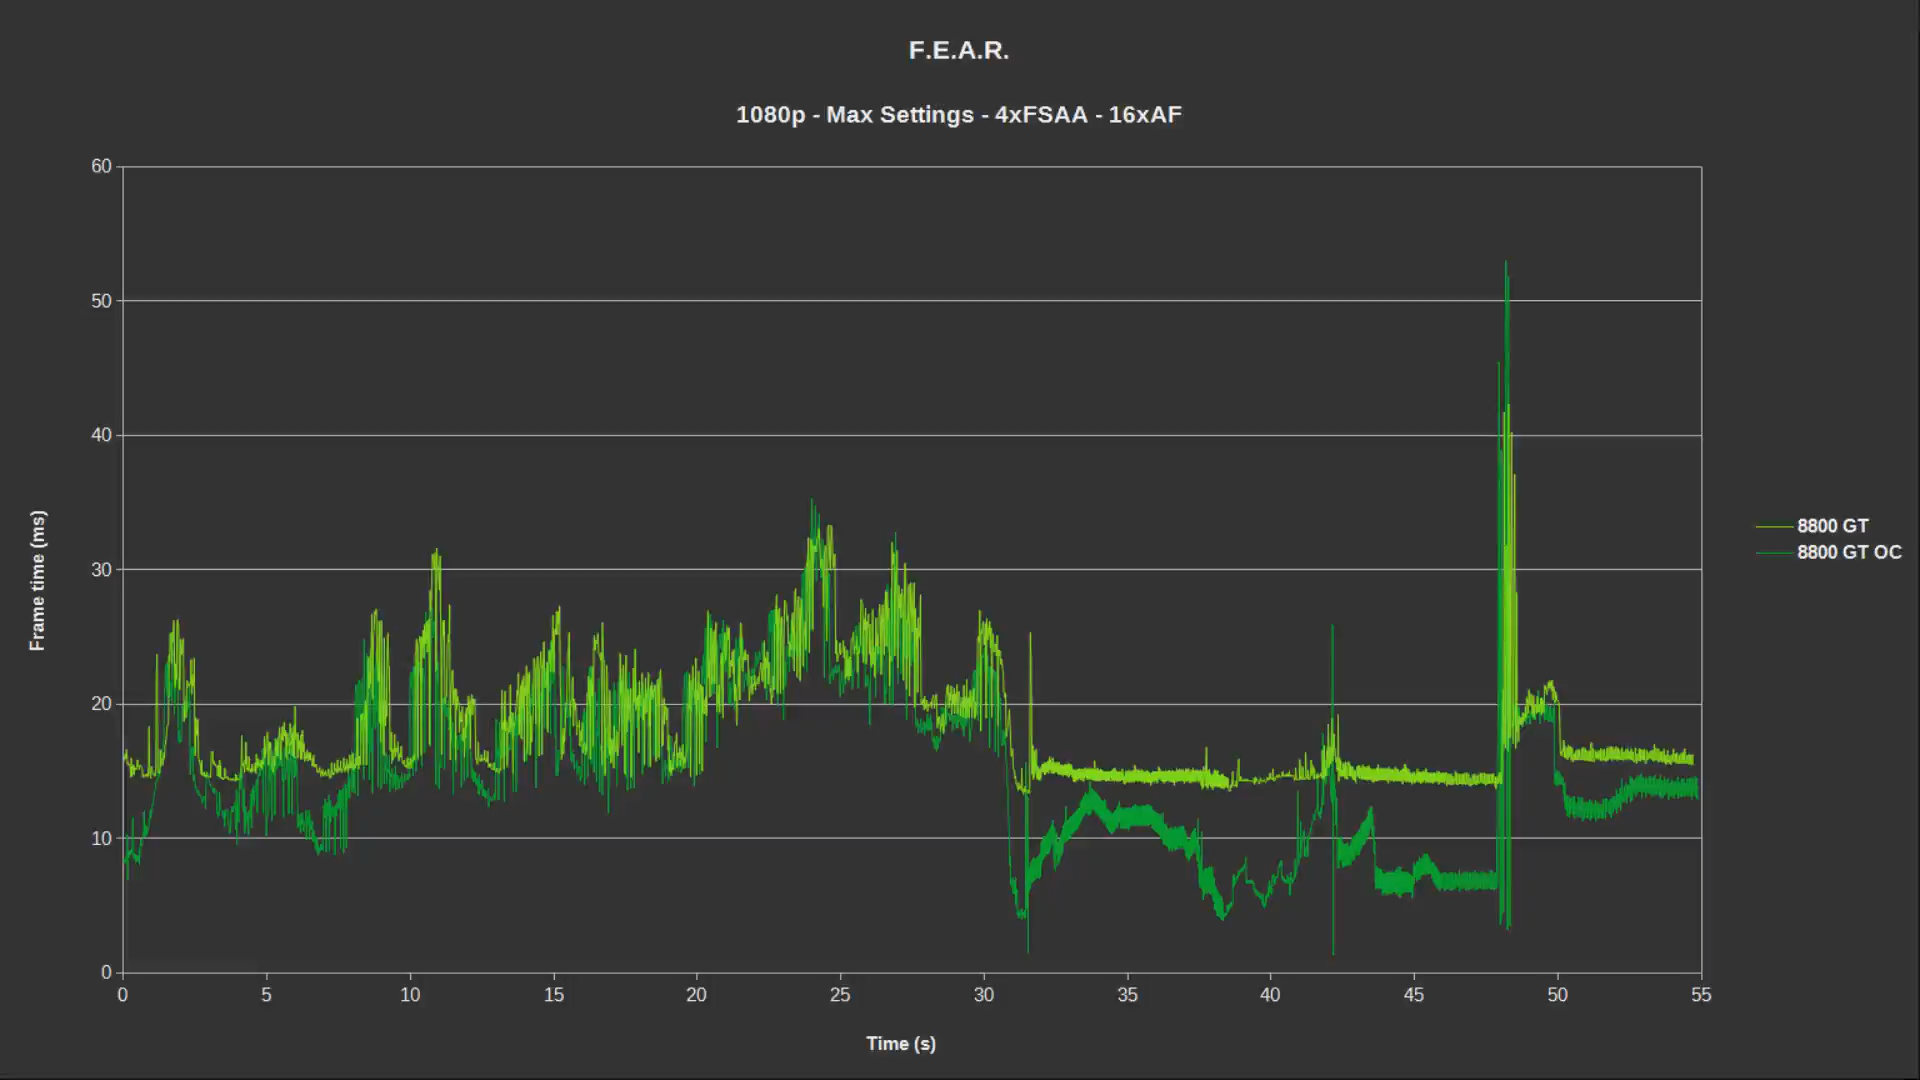 F.E.A.R.
1080p - Max Settings - 4xFSAA - 16xAF
60
50
40
30
20
10
0
Frame time (ms)
0 5 10 15 20 25 30 35 40 45 50 55
Time (s)
8800 GT
8800 GT OC